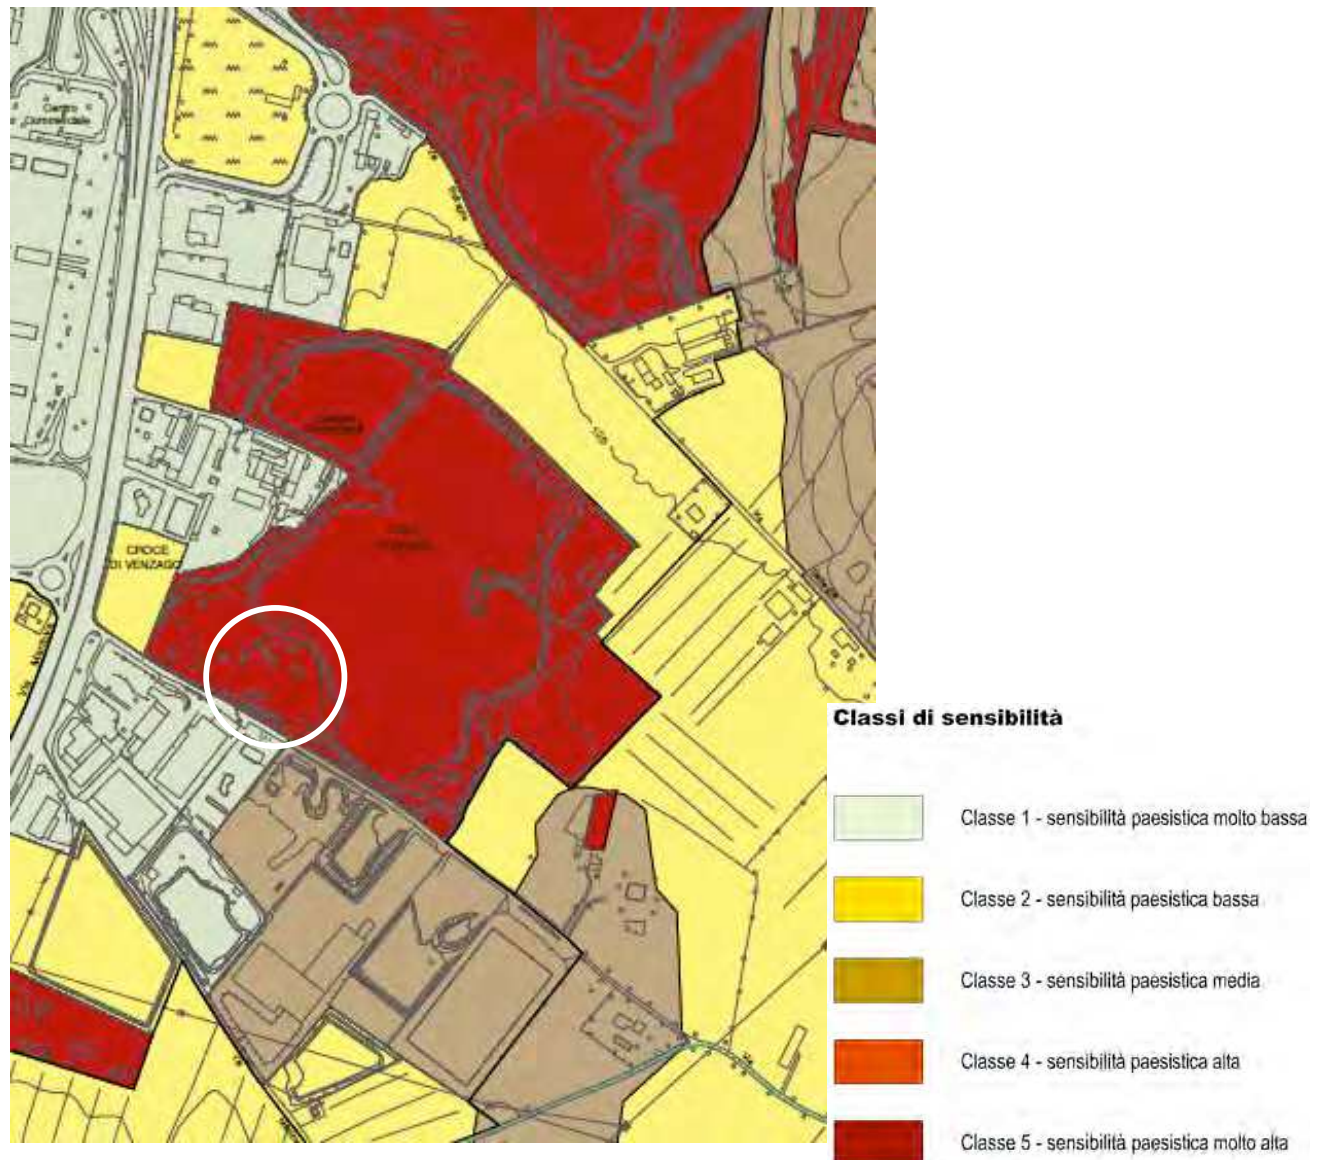 Centro
Commerciale
CROCE
DI VENZAGO
Classi di sensibilità
Classe 1 - sensibilità paesistica molto bassa
Classe 2 - sensibilità paesistica bassa
Classe 3 - sensibilità paesistica media
Classe 4 - sensibilità paesistica alta
Classe 5 - sensibilità paesistica molto alta